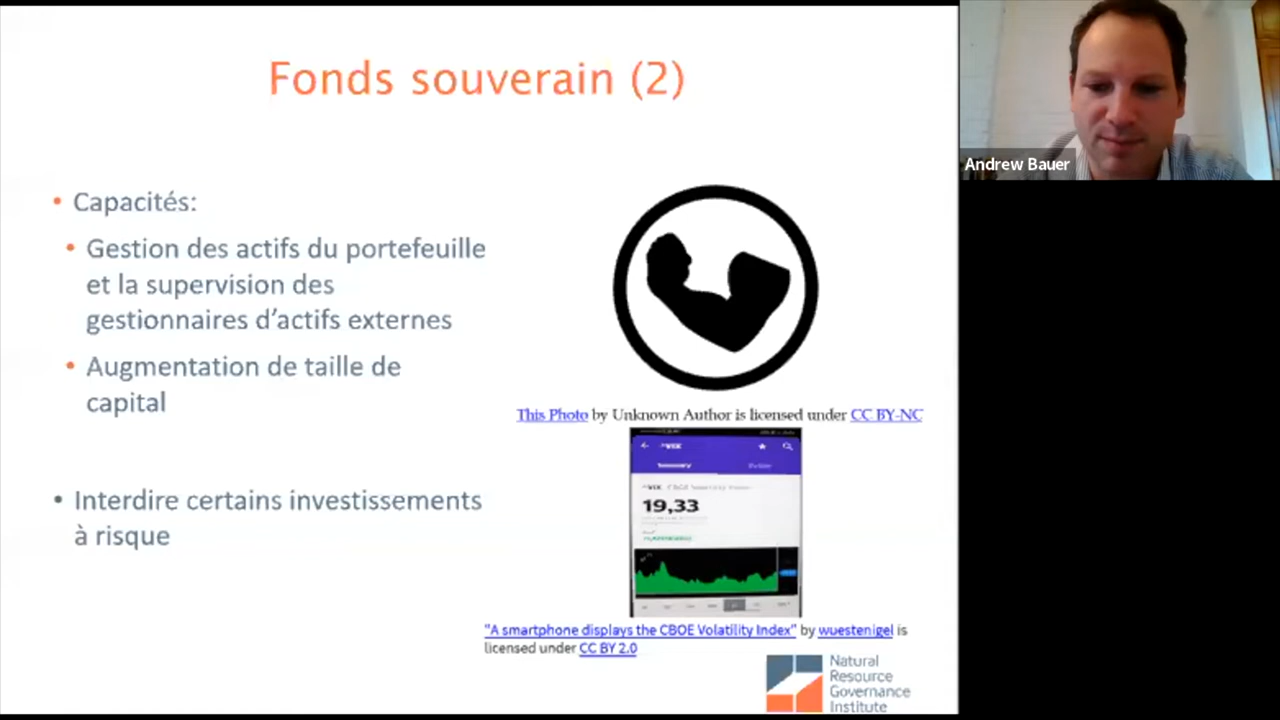 Fonds souverain (2)
• Capacités:
• Gestion des actifs du portefeuille
et la supervision des
gestionnaires d’actifs externes
• Augmentation de taille de
capital
• Interdire certains investissements
à risque
This Photo by Unknown Author is licensed under CC BY-NC
^VIX
19,33
"A smartphone displays the CBOE Volatility Index" by wuestenigel is
licensed under CC BY 2.0
Natural
Resource
Governance
Institute
Andrew Bauer